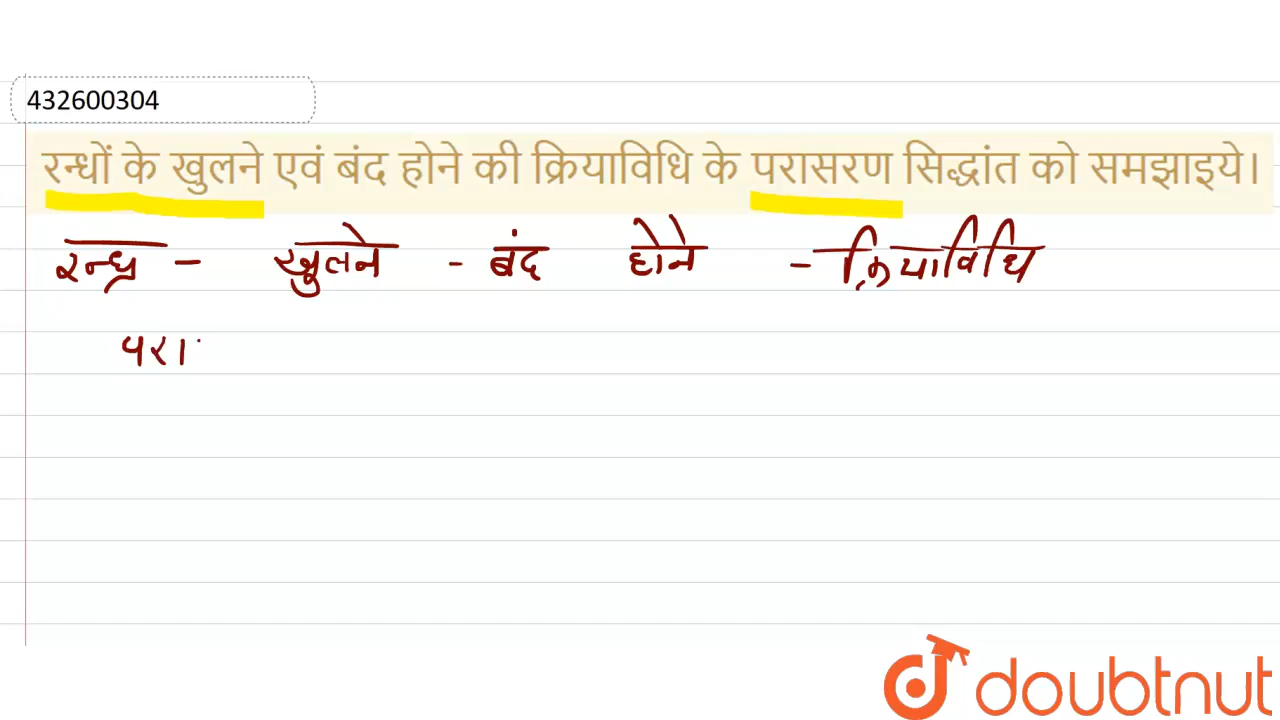 432600304
रन्ध्रों के खुलने एवं बंद होने की क्रियाविधि के परासरण सिद्धांत को समझाइये।
रन्ध्र - खुलने - बंद होने - क्रियाविधि
परा
doubtnut